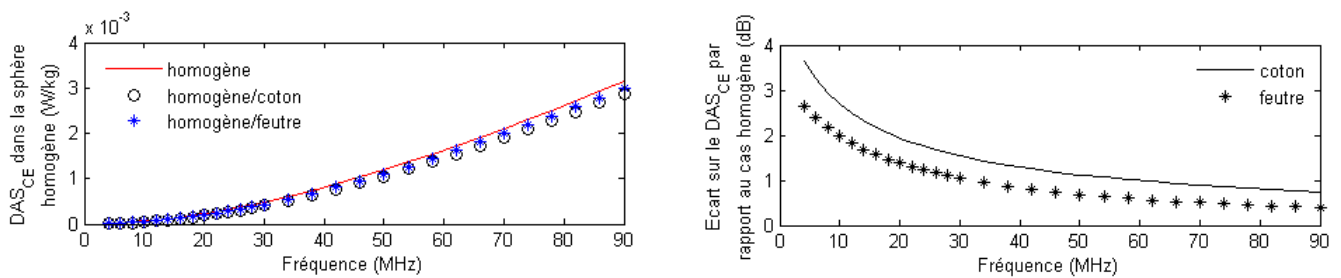 x 10-3
4
3
2
1
0
0 10 20 30 40 50 60 70 80 90
Fréquence (MHz)
DASCE dans la sphère
homogène (W/kg)
homogène
homogène/coton
homogène/feutre
4
3
2
1
0
0 10 20 30 40 50 60 70 80 90
Fréquence (MHz)
Ecart sur le DASCE par
rapport au cas homogène (dB)
coton
feutre